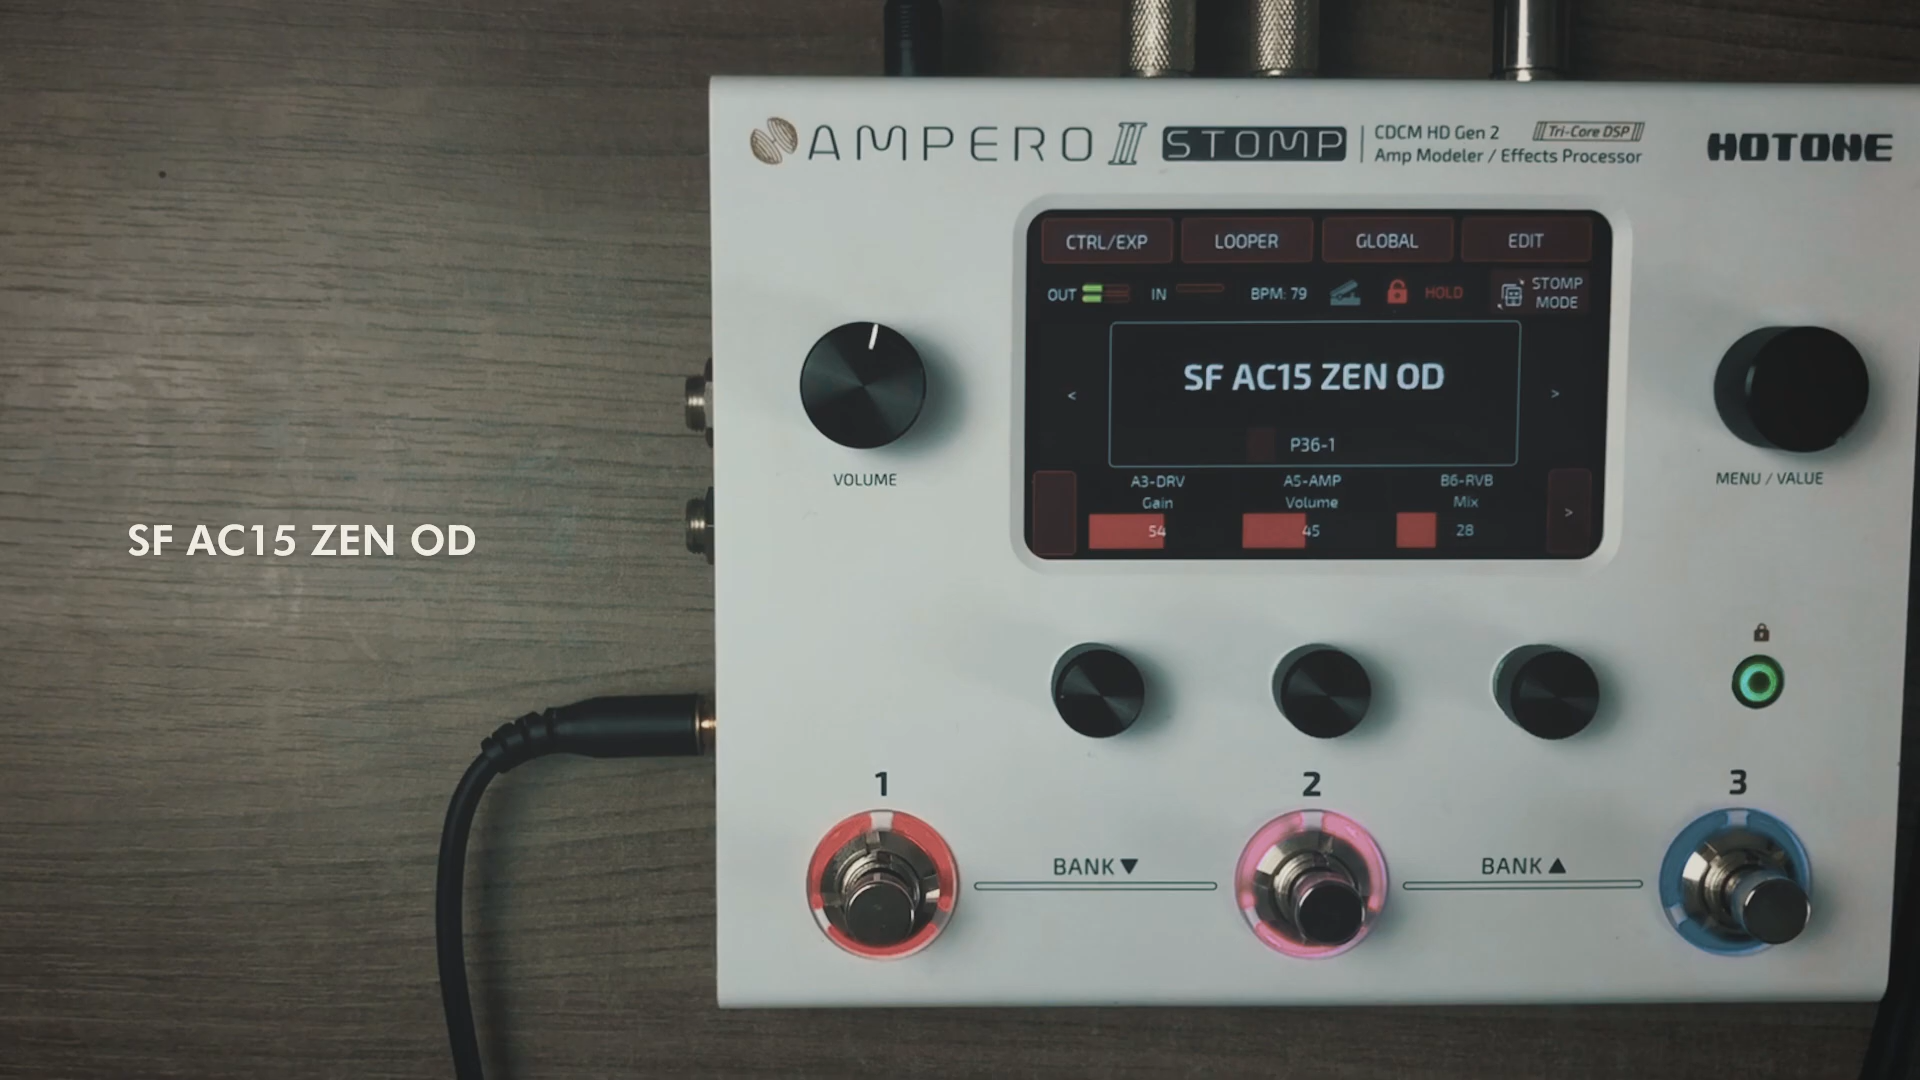 AMPERO II STOMP
CDCM HD Gen 2
Tri-Core DSP
Amp Modeler / Effects Processor
HOTONE
CTRL/EXP
LOOPER
GLOBAL
EDIT
OUT
IN
BPM: 79
HOLD
STOMP
MODE
<
SF AC15 ZEN OD
>
P36-1
A3-DRV
Gain
54
A5-AMP
Volume
45
B6-RVB
Mix
28
>
VOLUME
MENU / VALUE
SF AC15 ZEN OD
1
2
3
BANK ▼
BANK ▲